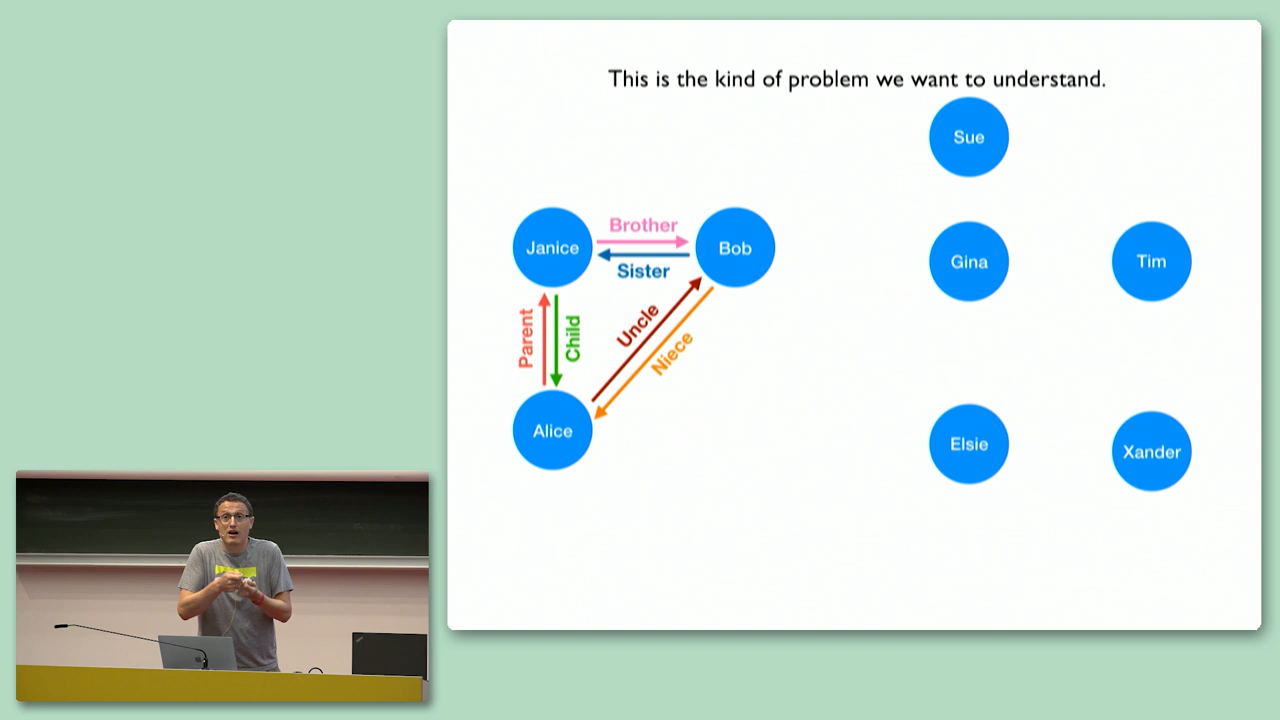 This is the kind of problem we want to understand.
Sue
Janice
Brother
Sister
Bob
Gina
Tim
Parent
Child
Uncle
Niece
Alice
Elsie
Xander